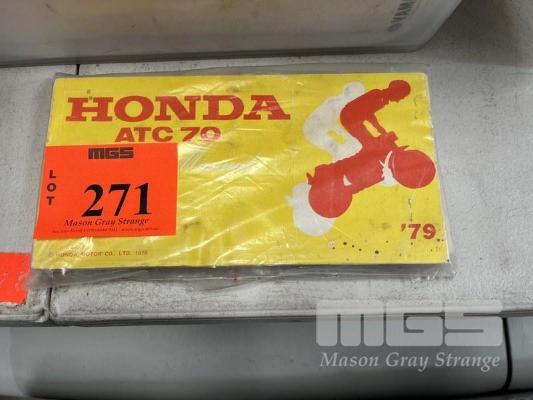 YAMA
HONDA
ATC 70
MGS
LOT
271
Mason Gray Strange
'79
© HONDA MOTOR CO., LTD. 1978
MGS
Mason Gray Strange